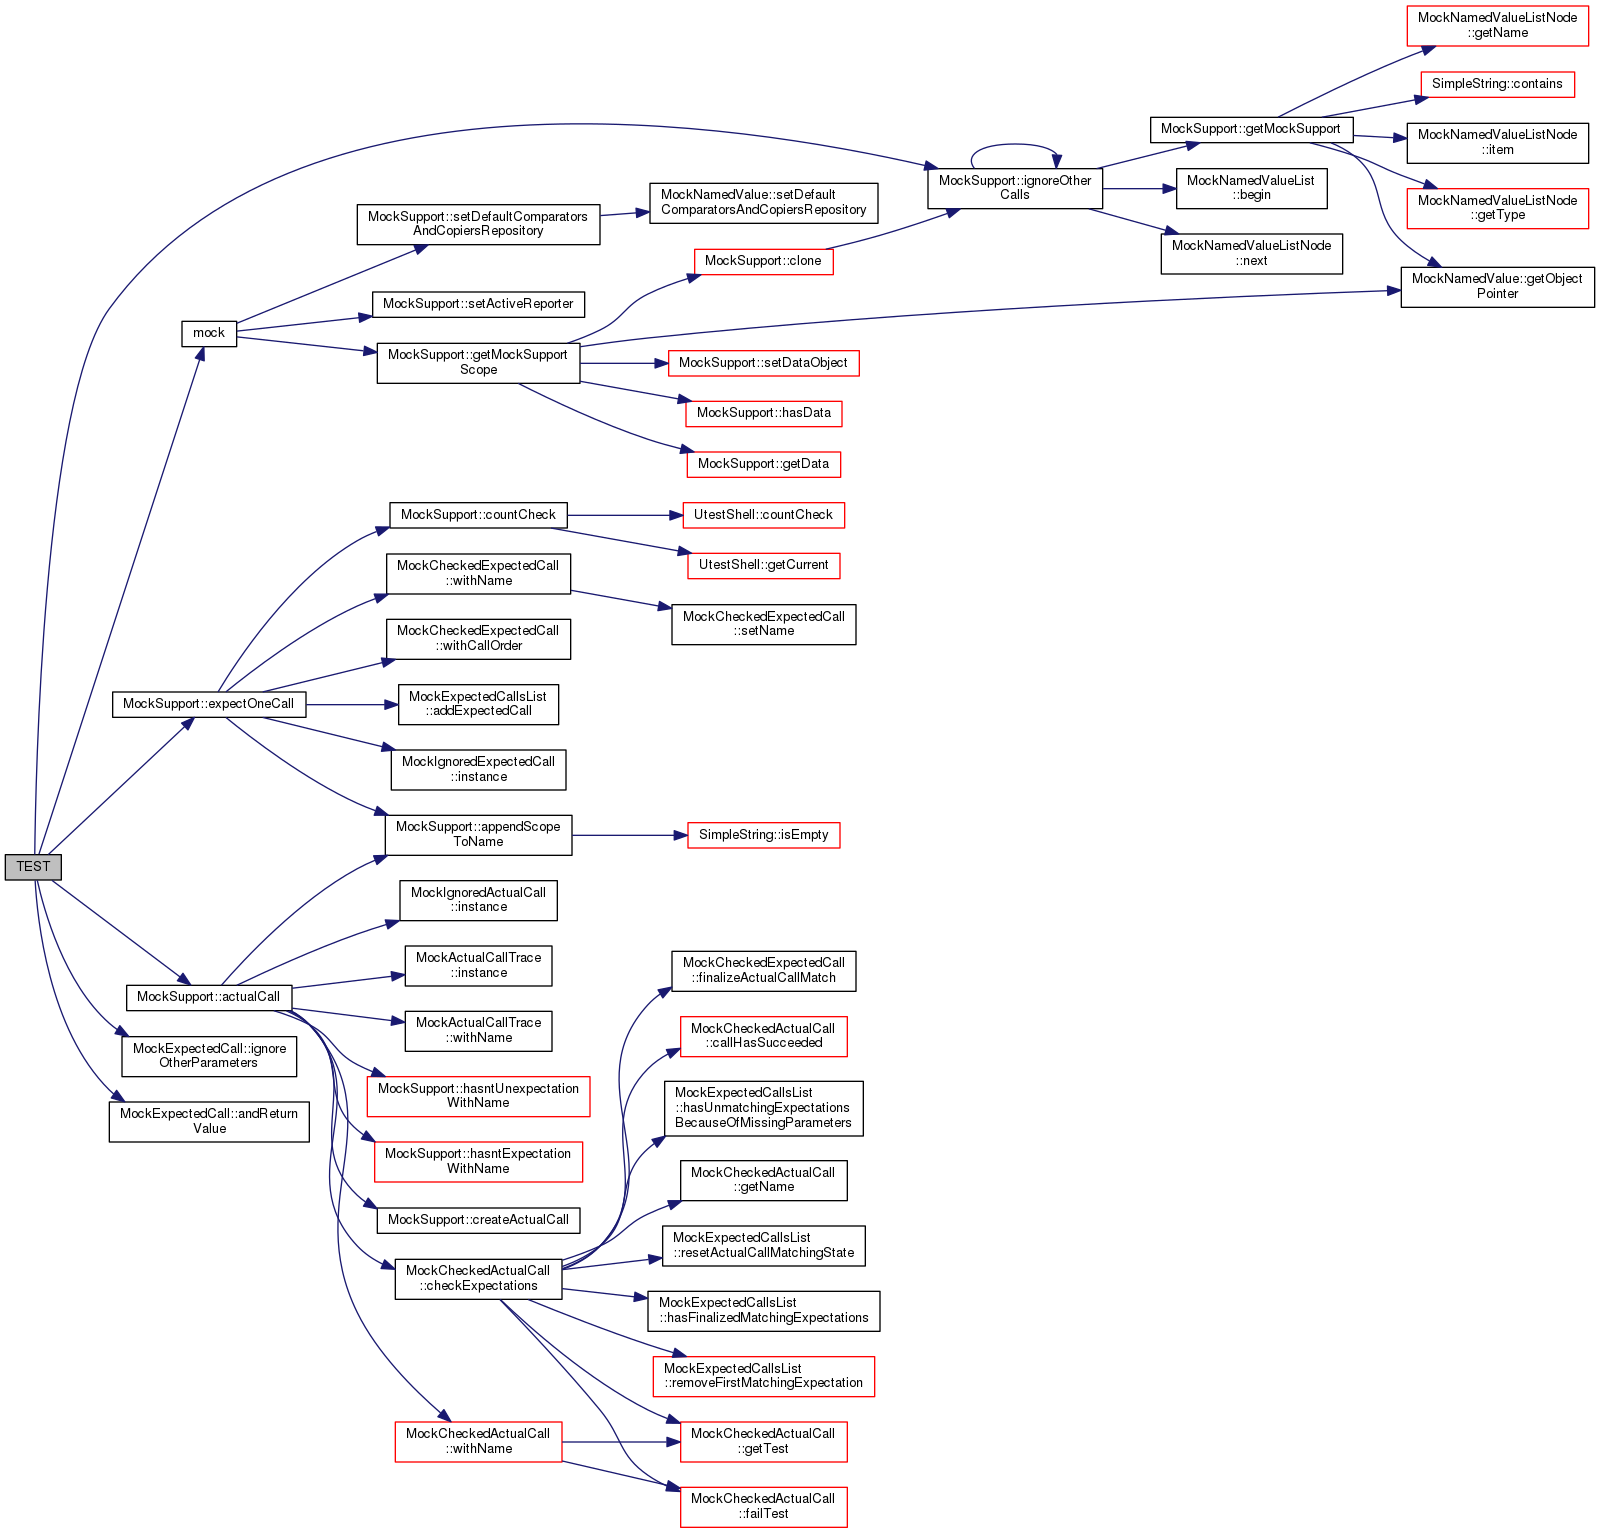 MockNamedValueListNode
::getName
SimpleString::contains
MockSupport::getMockSupport
MockNamedValueListNode
::item
MockSupport::ignoreOther
Calls
MockNamedValueList
::begin
MockNamedValueListNode
::getType
MockNamedValue::setDefault
ComparatorsAndCopiersRepository
MockSupport::setDefaultComparators
AndCopiersRepository
MockNamedValueListNode
::next
MockSupport::clone
MockNamedValue::getObject
Pointer
MockSupport::setActiveReporter
mock
MockSupport::getMockSupport
Scope
MockSupport::setDataObject
MockSupport::hasData
MockSupport::getData
MockSupport::countCheck
UtestShell::countCheck
MockCheckedExpectedCall
::withName
UtestShell::getCurrent
MockCheckedExpectedCall
::setName
MockCheckedExpectedCall
::withCallOrder
MockSupport::expectOneCall
MockExpectedCallsList
::addExpectedCall
MockIgnoredExpectedCall
::instance
MockSupport::appendScope
ToName
SimpleString::isEmpty
TEST
MockIgnoredActualCall
::instance
MockActualCallTrace
::instance
MockCheckedExpectedCall
::finalizeActualCallMatch
MockSupport::actualCall
MockActualCallTrace
::withName
MockCheckedActualCall
::callHasSucceeded
MockExpectedCall::ignore
OtherParameters
MockSupport::hasntUnexpectation
WithName
MockExpectedCallsList
::hasUnmatchingExpectations
BecauseOfMissingParameters
MockExpectedCall::andReturn
Value
MockSupport::hasntExpectation
WithName
MockCheckedActualCall
::getName
MockSupport::createActualCall
MockExpectedCallsList
::resetActualCallMatchingState
MockCheckedActualCall
::checkExpectations
MockExpectedCallsList
::hasFinalizedMatchingExpectations
MockExpectedCallsList
::removeFirstMatchingExpectation
MockCheckedActualCall
::withName
MockCheckedActualCall
::getTest
MockCheckedActualCall
::failTest